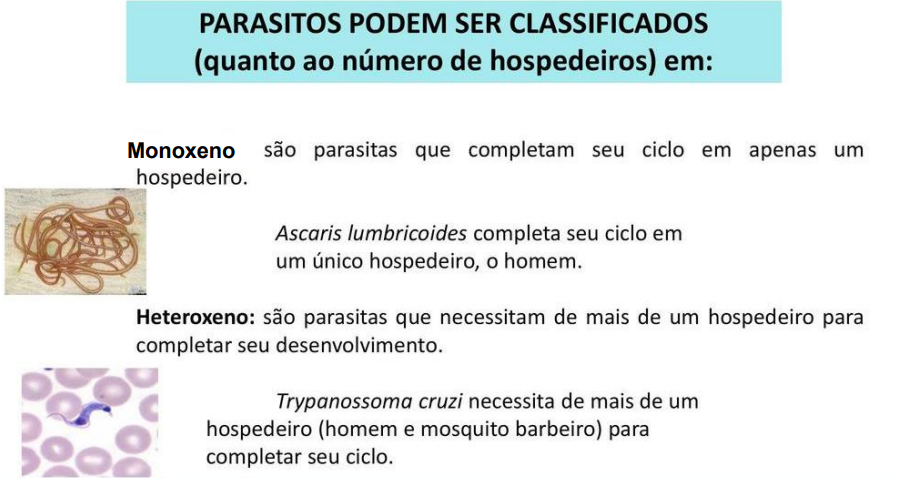 PARASITOS PODEM SER CLASSIFICADOS
(quanto ao número de hospedeiros) em:
Monoxeno são parasitas que completam seu ciclo em apenas um
hospedeiro.
Ascaris lumbricoides completa seu ciclo em
um único hospedeiro, o homem.
Heteroxeno: são parasitas que necessitam de mais de um hospedeiro para
completar seu desenvolvimento.
Trypanossoma cruzi necessita de mais de um
hospedeiro (homem e mosquito barbeiro) para
completar seu ciclo.